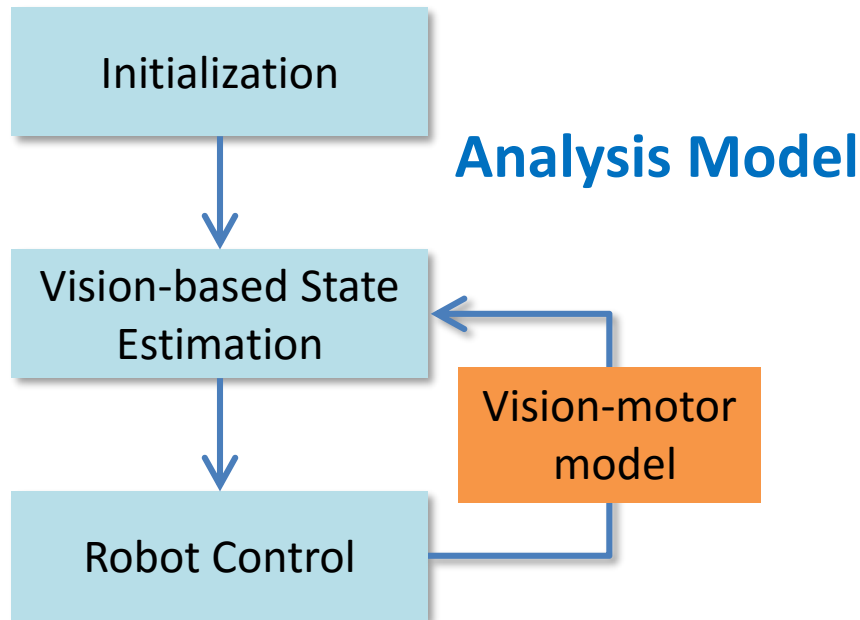 Initialization
Analysis Model
Vision-based State
Estimation
Vision-motor
model
Robot Control